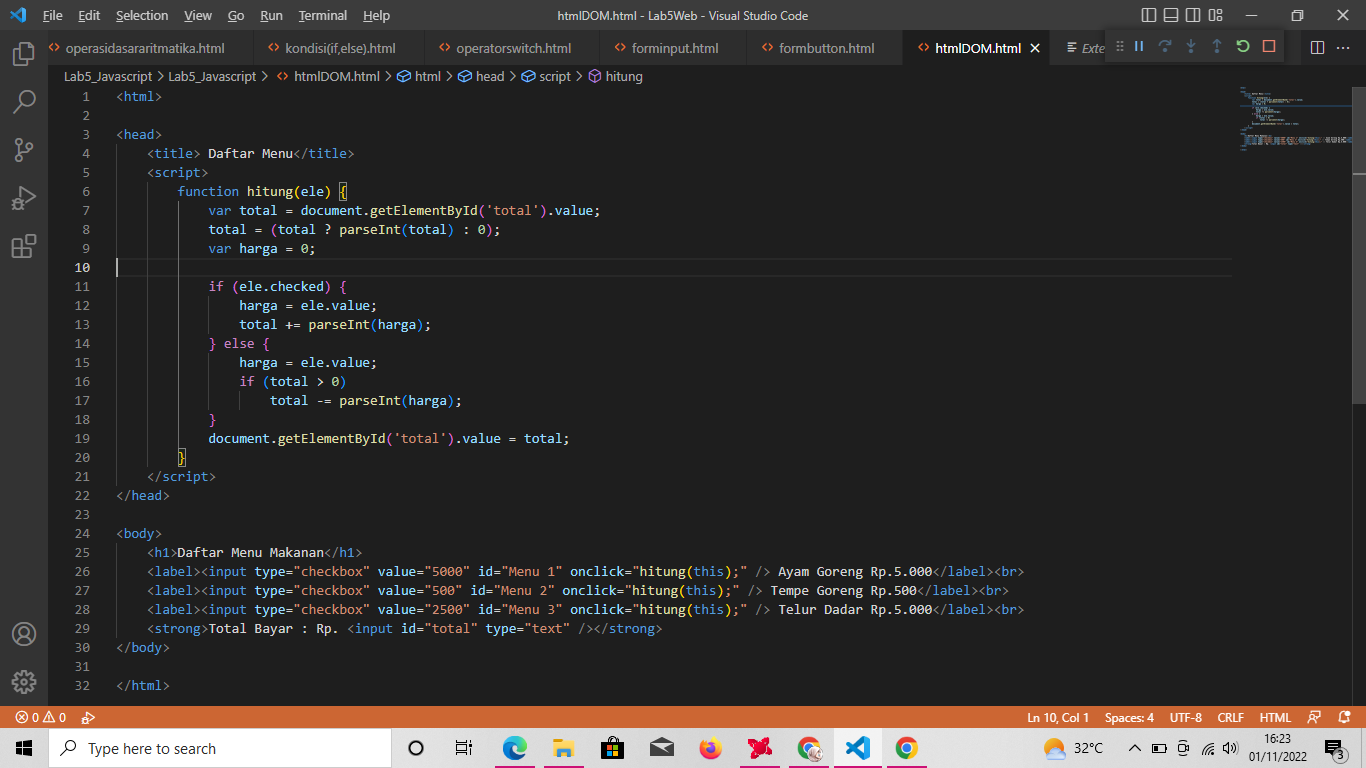 File Edit Selection View Go Run Terminal Help htmlDOM.html - Lab5Web - Visual Studio Code
operasidasararitmatika.html kondisi(if,else).html operatorswitch.html forminput.html formbutton.html htmlDOM.html Exte
Lab5_Javascript > Lab5_Javascript > htmlDOM.html > html > head > script > hitung
1 <html>
2
3 <head>
4 <title> Daftar Menu</title>
5 <script>
6 function hitung(ele) {
7 var total = document.getElementById('total').value;
8 total = (total ? parseInt(total) : 0);
9 var harga = 0;
10
11 if (ele.checked) {
12 harga = ele.value;
13 total += parseInt(harga);
14 } else {
15 harga = ele.value;
16 if (total > 0)
17 total -= parseInt(harga);
18 }
19 document.getElementById('total').value = total;
20 }
21 </script>
22 </head>
23
24 <body>
25 <h1>Daftar Menu Makanan</h1>
26 <label><input type="checkbox" value="5000" id="Menu 1" onclick="hitung(this);" /> Ayam Goreng Rp.5.000</label><br>
27 <label><input type="checkbox" value="500" id="Menu 2" onclick="hitung(this);" /> Tempe Goreng Rp.500</label><br>
28 <label><input type="checkbox" value="2500" id="Menu 3" onclick="hitung(this);" /> Telur Dadar Rp.5.000</label><br>
29 <strong>Total Bayar : Rp. <input id="total" type="text" /></strong>
30 </body>
31
32 </html>
0 0 Ln 10, Col 1 Spaces: 4 UTF-8 CRLF HTML
Type here to search 32°C 16:23
01/11/2022 3